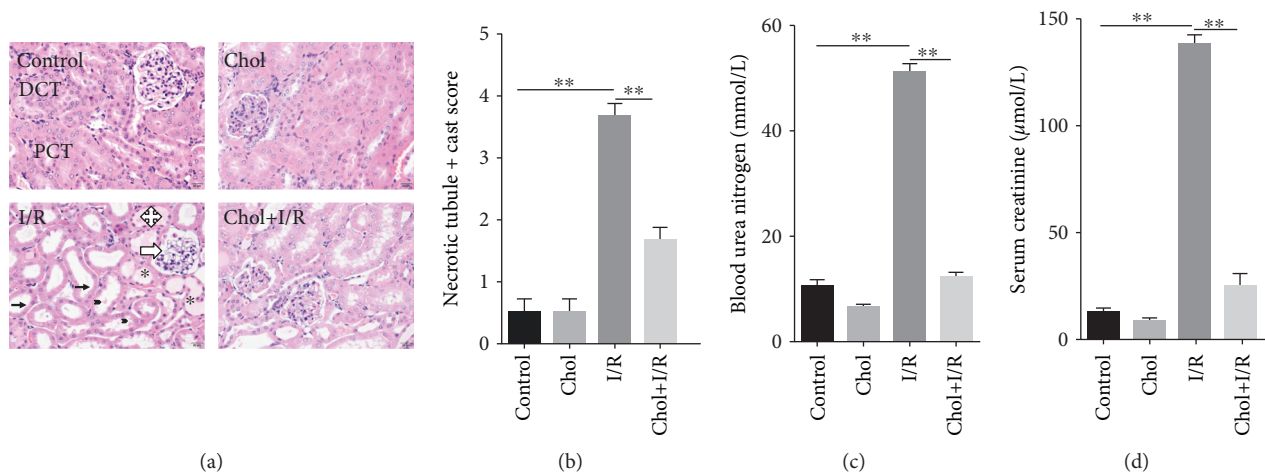 Control
DCT
PCT
Chol
I/R
*
*
Chol+I/R
(a)
Necrotic tubule + cast score
5
4
3
2
1
0
**
**
Control
Chol
I/R
Chol+I/R
(b)
Blood urea nitrogen (mmol/L)
60
40
20
0
**
**
Control
Chol
I/R
Chol+I/R
(c)
Serum creatinine (μmol/L)
150
100
50
0
**
**
Control
Chol
I/R
Chol+I/R
(d)